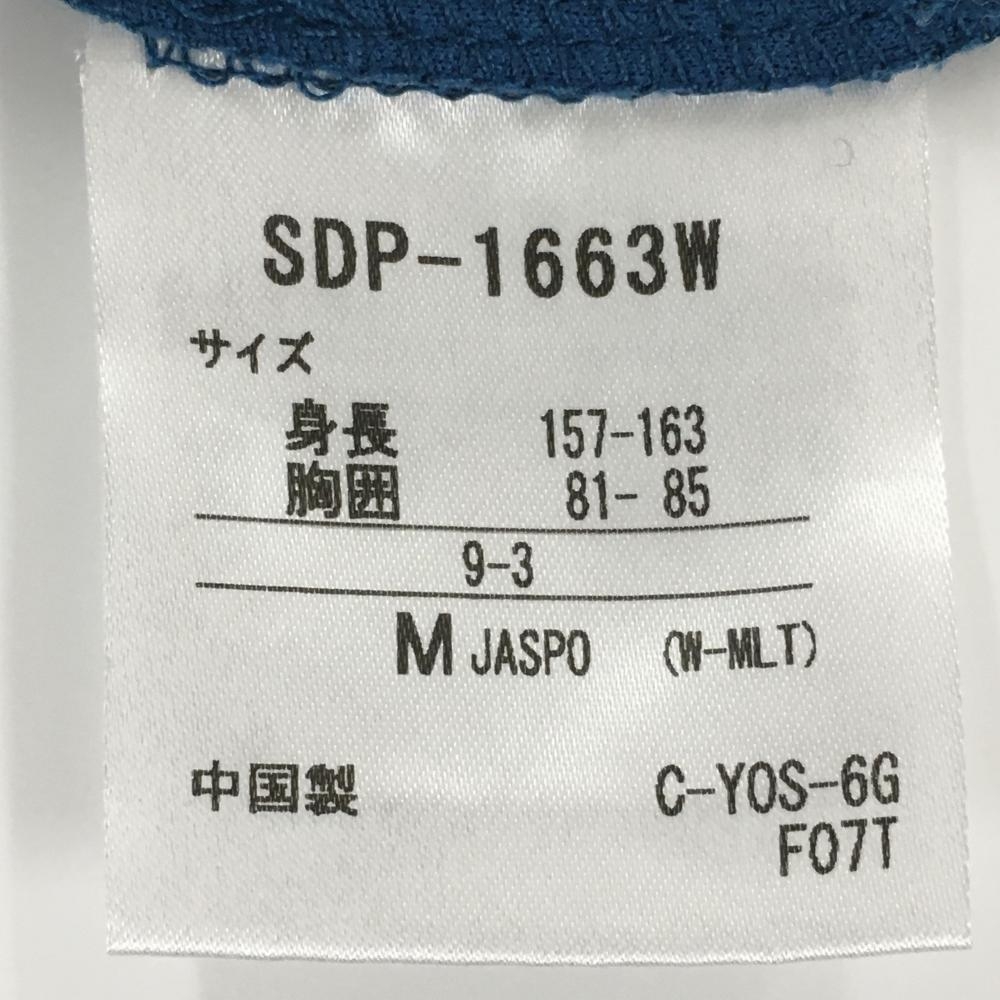 SDP-1663W
サイズ
身長 157-163
胸囲 81- 85
9-3
M JASPO (W-MLT)
中国製 C-YOS-6G
F07T